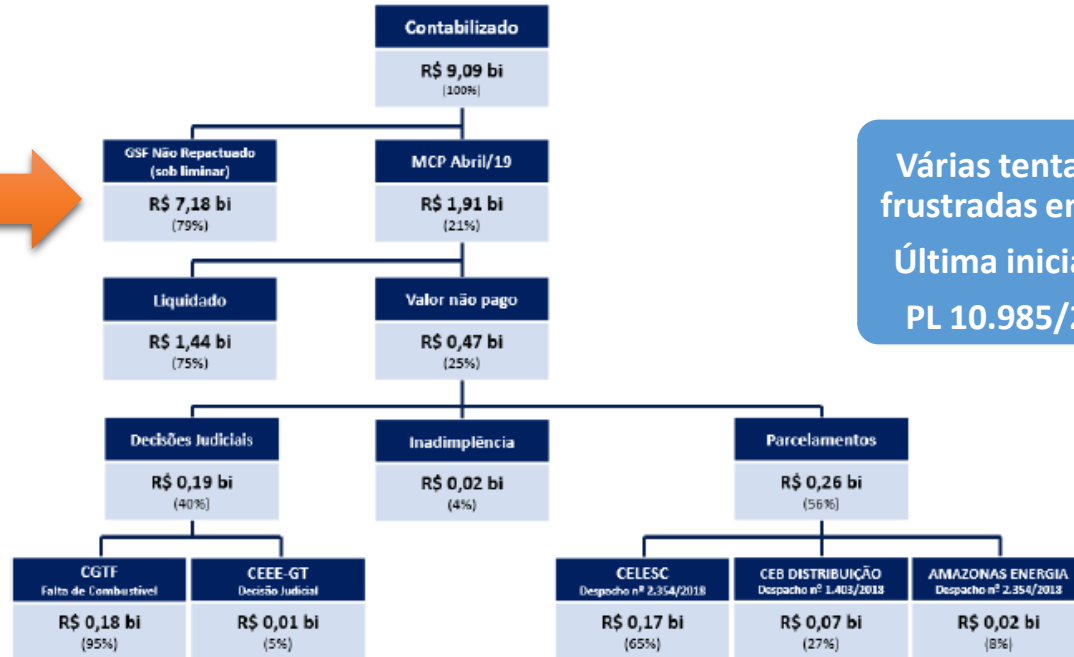 Contabilizado
R$ 9,09 bi
(100%)
GSF Não Repactuado
(sob liminar)
R$ 7,18 bi
(79%)
MCP Abril/19
R$ 1,91 bi
(21%)
Várias
frustradas
Última
PL
Liquidado
R$ 1,44 bi
(75%)
Valor não pago
R$ 0,47 bi
(25%)
Decisões Judiciais
R$ 0,19 bi
(40%)
Inadimplência
R$ 0,02 bi
(4%)
Parcelamentos
R$ 0,26 bi
(56%)
CGTF
Falta de Combustível
R$ 0,18 bi
(95%)
CEEE-GT
Decisão Judicial
R$ 0,01 bi
(5%)
CELESC
Despacho nº 2.354/2018
R$ 0,17 bi
(65%)
CEB DISTRIBUIÇÃO
Despacho nº 1.403/2018
R$ 0,07 bi
(27%)
AMAZONAS ENERGIA
Despacho nº 2.354/2018
R$ 0,02 bi
(8%)